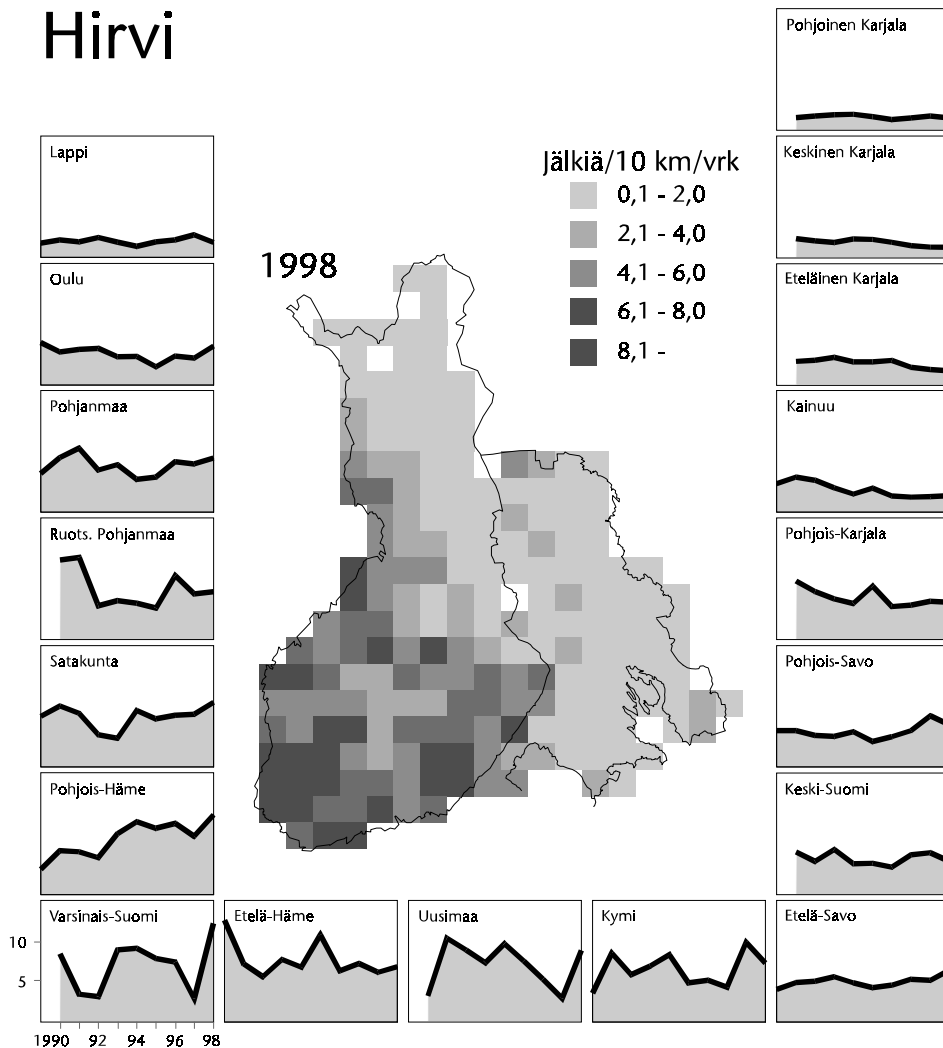 Hirvi
Pohjoinen Karjala
Lappi
Jälkiä/10 km/vrk
0,1 - 2,0
2,1 - 4,0
4,1 - 6,0
6,1 - 8,0
8,1 -
Keskinen Karjala
1998
Oulu
Eteläinen Karjala
Pohjanmaa
Kainuu
Ruots. Pohjanmaa
Pohjois-Karjala
Satakunta
Pohjois-Savo
Pohjois-Häme
Keski-Suomi
Varsinais-Suomi
Etelä-Häme
Uusimaa
Kymi
Etelä-Savo
10
5
1990 92 94 96 98